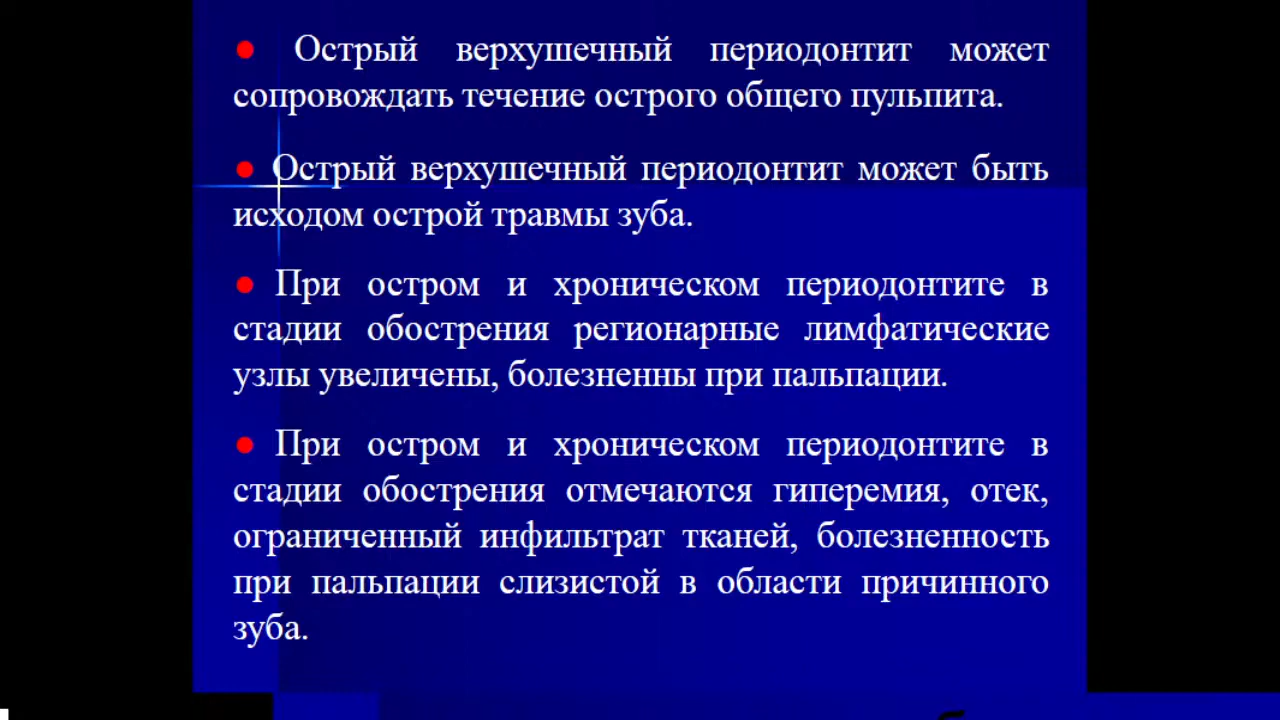 ● Острый верхушечный периодонтит может
сопровождать течение острого общего пульпита.
● Острый верхушечный периодонтит может быть
исходом острой травмы зуба.
● При остром и хроническом периодонтите в
стадии обострения регионарные лимфатические
узлы увеличены, болезненны при пальпации.
● При остром и хроническом периодонтите в
стадии обострения отмечаются гиперемия, отек,
ограниченный инфильтрат тканей, болезненность
при пальпации слизистой в области причинного
зуба.